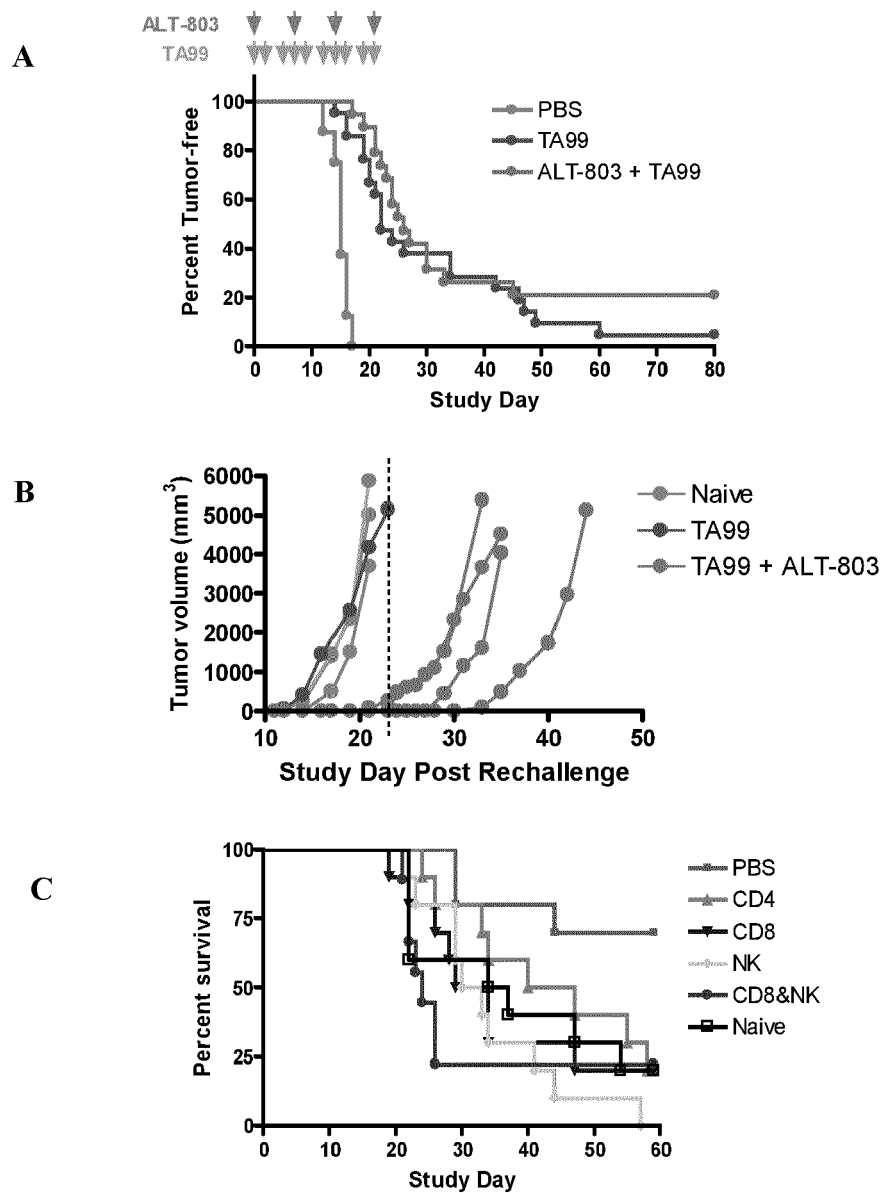 ALT-803
TA99
A
Percent Tumor-free
100
80
60
40
20
0
0 10 20 30 40 50 60 70 80
Study Day
PBS
TA99
ALT-803 + TA99
B
Tumor volume (mm³)
6000
5000
4000
3000
2000
1000
0
10 20 30 40 50
Study Day Post Rechallenge
Naive
TA99
TA99 + ALT-803
C
Percent survival
100
75
50
25
0
0 10 20 30 40 50 60
Study Day
PBS
CD4
CD8
NK
CD8&NK
Naive